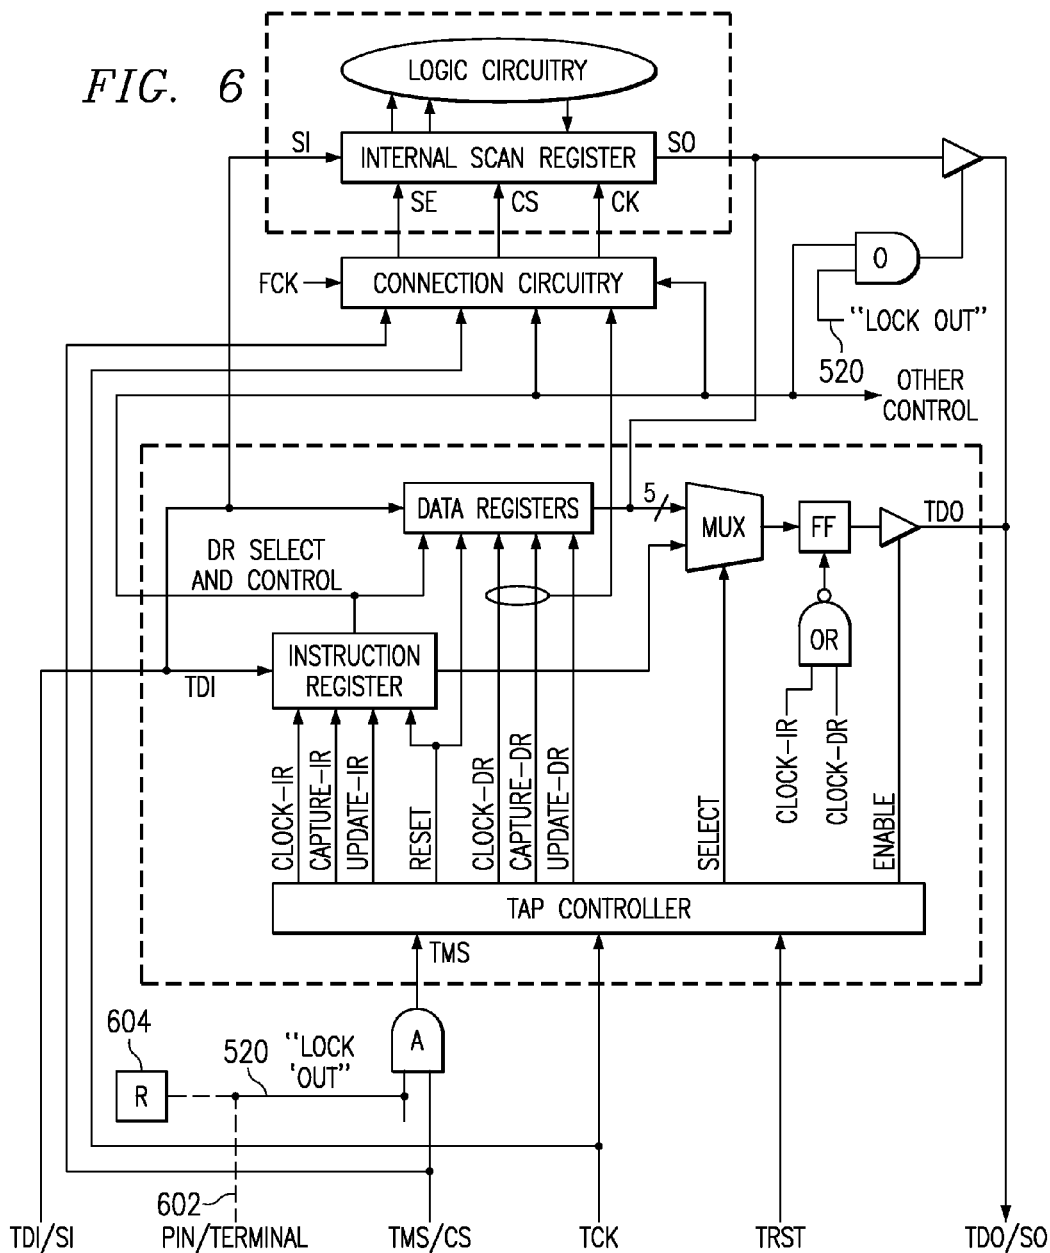 FIG. 6
LOGIC CIRCUITRY
SI
INTERNAL SCAN REGISTER
SO
SE
CS
CK
O
FCK
CONNECTION CIRCUITRY
"LOCK OUT"
520
OTHER
CONTROL
DATA REGISTERS
5
MUX
FF
TDO
DR SELECT
AND CONTROL
OR
INSTRUCTION
REGISTER
TDI
CLOCK-IR
CAPTURE-IR
UPDATE-IR
RESET
CLOCK-DR
CAPTURE-DR
UPDATE-DR
SELECT
CLOCK-IR
CLOCK-DR
ENABLE
TAP CONTROLLER
TMS
604
R
520
"LOCK
'OUT"
A
602
TDI/SI
PIN/TERMINAL
TMS/CS
TCK
TRST
TDO/SO